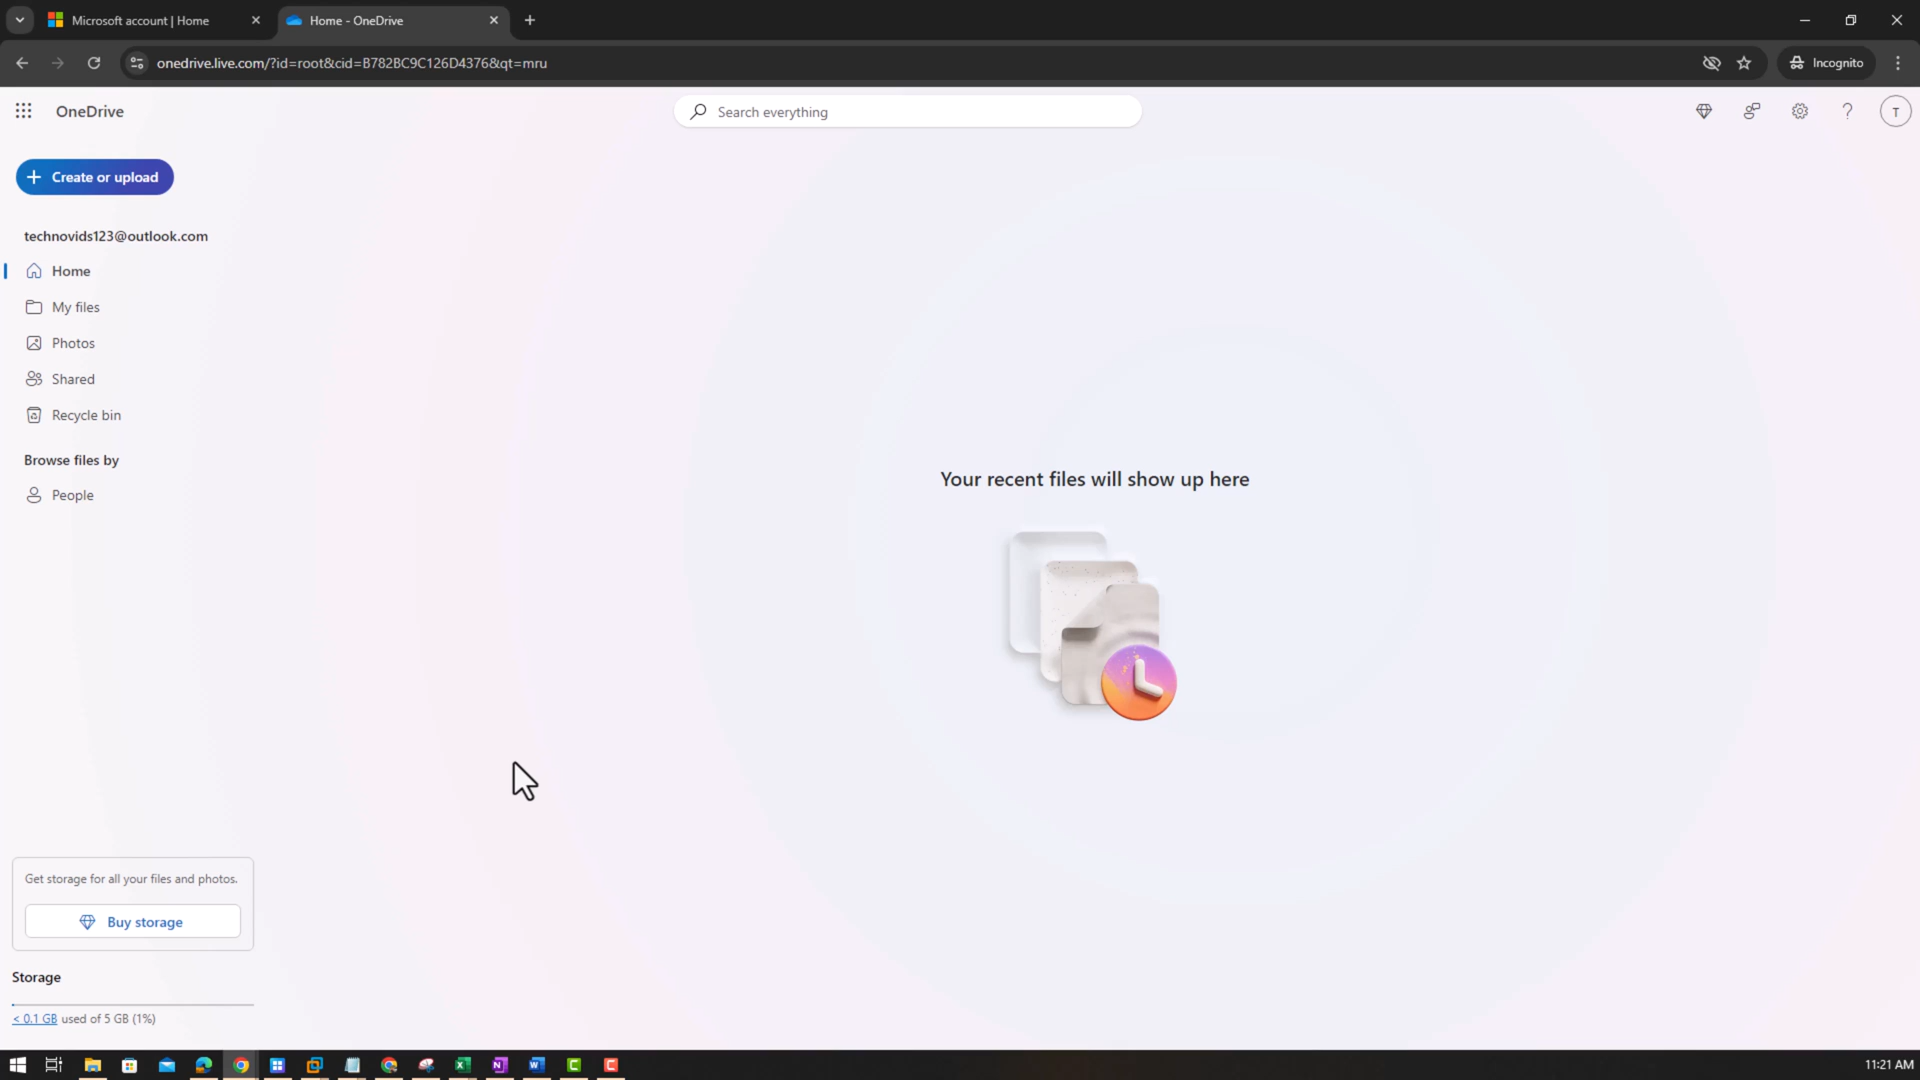 Microsoft account | Home
Home - OneDrive
onedrive.live.com/?id=root&cid=B782BC9C126D4376&qt=mru
Incognito
OneDrive
Search everything
T
Create or upload
technovids123@outlook.com
Home
My files
Photos
Shared
Recycle bin
Browse files by
People
Your recent files will show up here
Get storage for all your files and photos.
Buy storage
Storage
< 0.1 GB used of 5 GB (1%)
11:21 AM